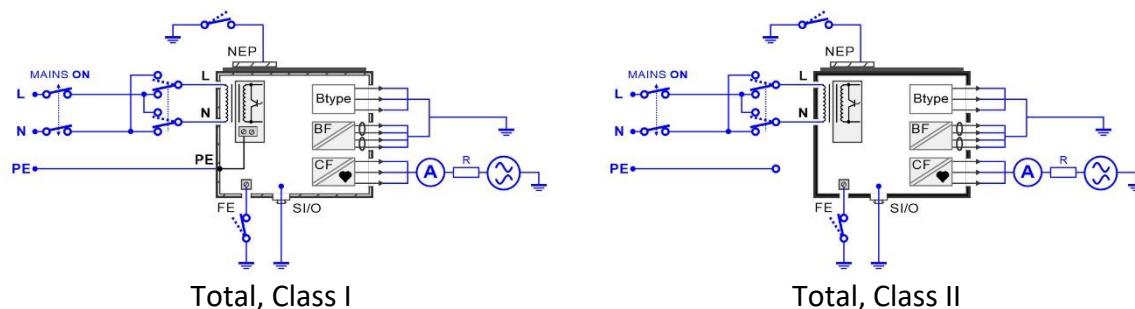 NEP
MAINS ON
L
N
PE
L
N
PE
FE
SI/O
Btype
BF
CF
A
R
Total, Class I
NEP
MAINS ON
L
N
PE
L
N
FE
SI/O
Btype
BF
CF
A
R
Total, Class II